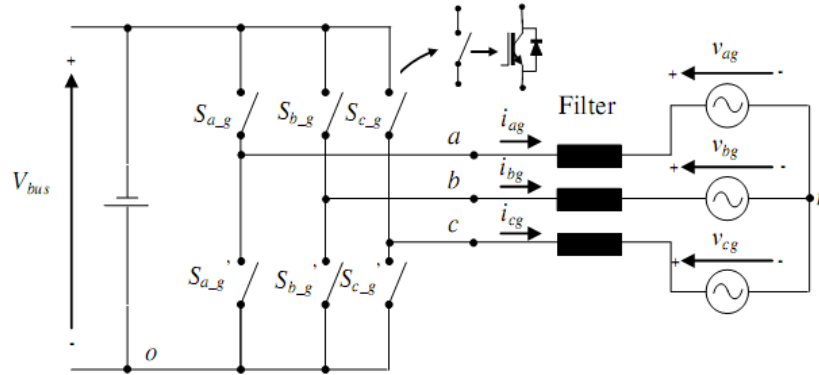 v_ag
+ -
S_a_g S_b_g S_c_g
Filter
i_ag
a
v_bg
+ -
V_bus
i_bg
b
i_cg
c
v_cg
+ -
S_a_g' S_b_g' S_c_g'
+
-
o